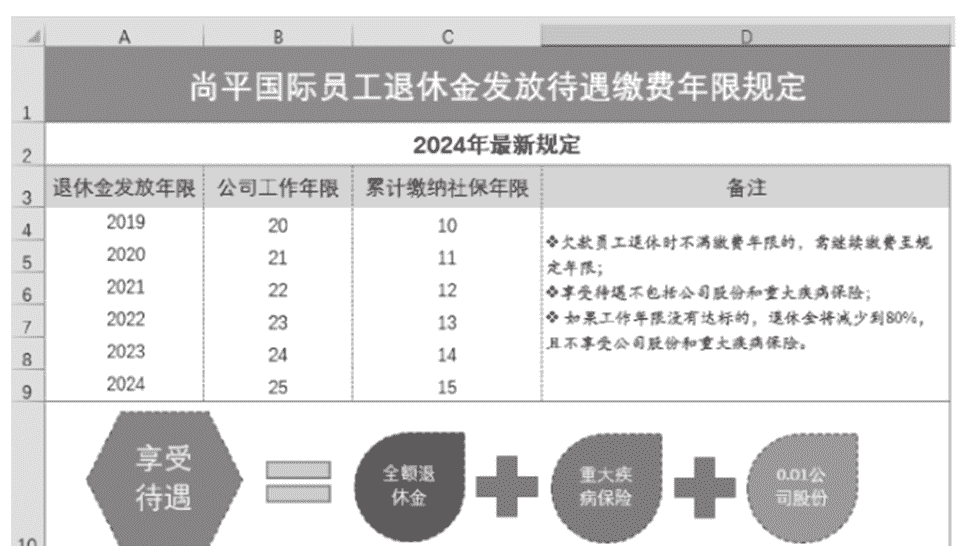 A B C D
1 尚平国际员工退休金发放待遇缴费年限规定
2 2024年最新规定
3 退休金发放年限 公司工作年限 累计缴纳社保年限 备注
4 2019 20 10
5 2020 21 11
6 2021 22 12
7 2022 23 13
8 2023 24 14
9 2024 25 15
❖欠款员工退休时不满缴费年限的，需继续缴费至规
定年限；
❖享受待遇不包括公司股份和重大疾病保险；
❖ 如果工作年限没有达标的，退休金将减少到80%，
且不享受公司股份和重大疾病保险。
10
享受
待遇
全额退
休金
重大疾
病保险
0.01公
司股份